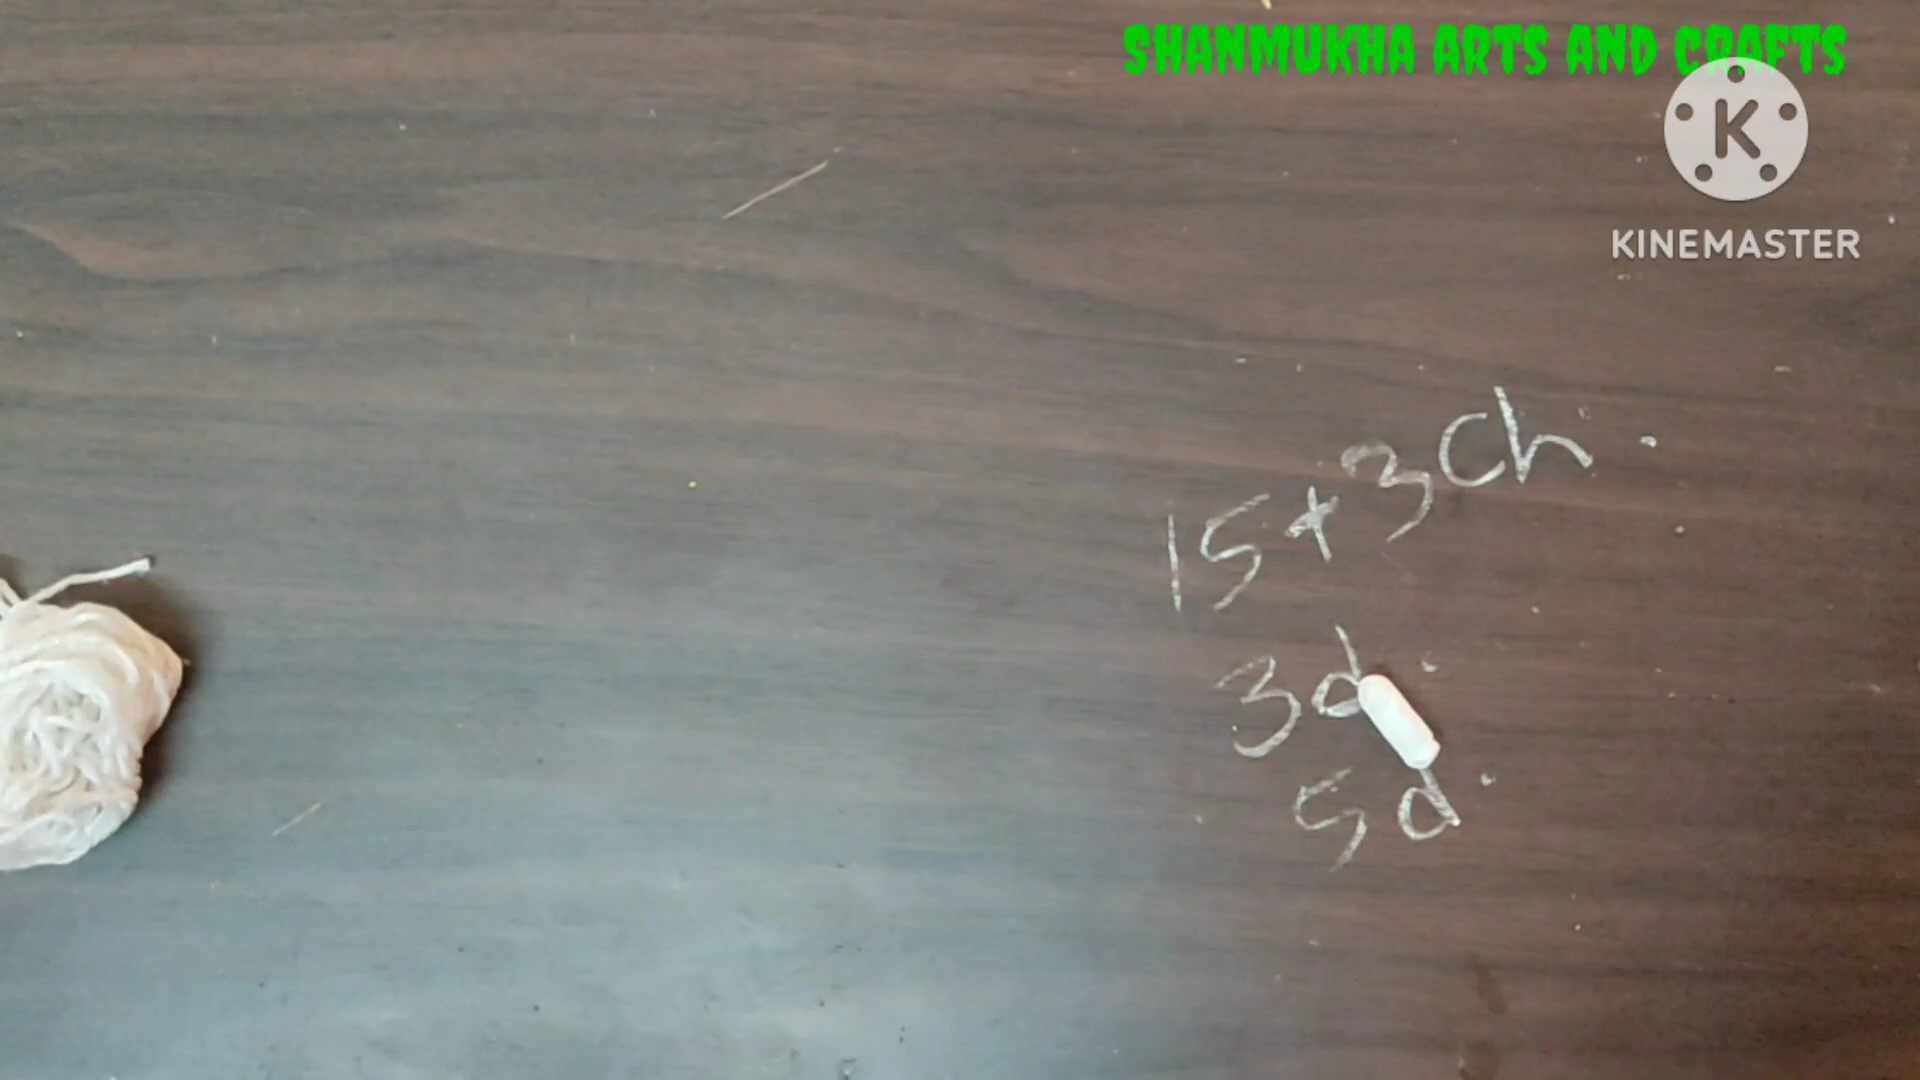 SHANMUKHA ARTS AND CRAFTS
K
KINEMASTER
15+3Ch.
3d.
5d.